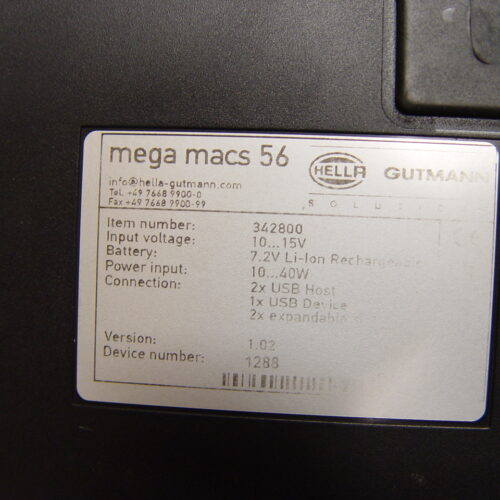 mega macs 56
HELLA GUTMANN
info@hella-gutmann.com
Tel. +49 7668 9900-0
Fax +49 7668 9900-99
Item number: 342800
Input voltage: 10...15V
Battery: 7.2V Li-Ion Rechargeable
Power input: 10...40W
Connection: 2x USB Host
1x USB Device
2x expandable
Version: 1.02
Device number: 1288